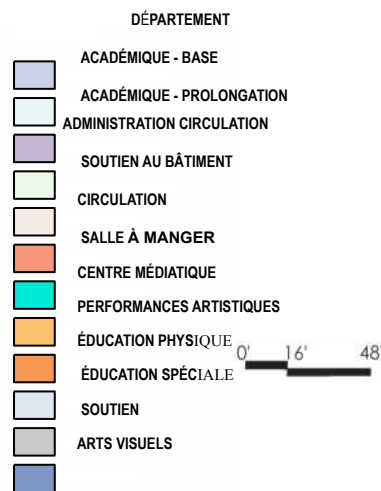 DÉPARTEMENT
ACADÉMIQUE - BASE
ACADÉMIQUE - PROLONGATION
ADMINISTRATION CIRCULATION
SOUTIEN AU BÂTIMENT
CIRCULATION
SALLE À MANGER
CENTRE MÉDIATIQUE
PERFORMANCES ARTISTIQUES
ÉDUCATION PHYSIQUE
0' 16' 48'
ÉDUCATION SPÉCIALE
SOUTIEN
ARTS VISUELS